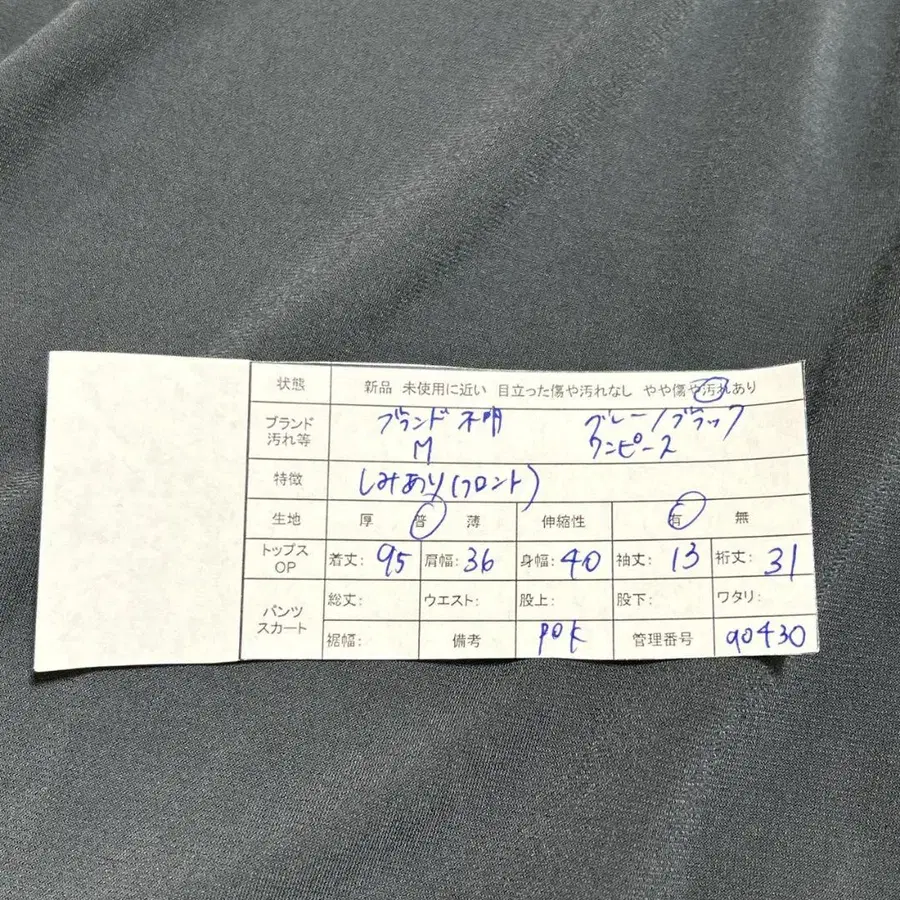 状態 新品 未使用に近い 目立った傷や汚れなし やや傷や汚れあり
ブランド 汚れ等 ブランド不明 グレー/ブラック
M ワンピース
特徴 しみあり(フロント)
生地 厚 普 薄 伸縮性 有 無
トップス OP 着丈: 95 肩幅: 36 身幅: 40 袖丈: 13 裄丈: 31
パンツ スカート 総丈: ウエスト: 股上: 股下: ワタリ:
裾幅: 備考 POK 管理番号 90430